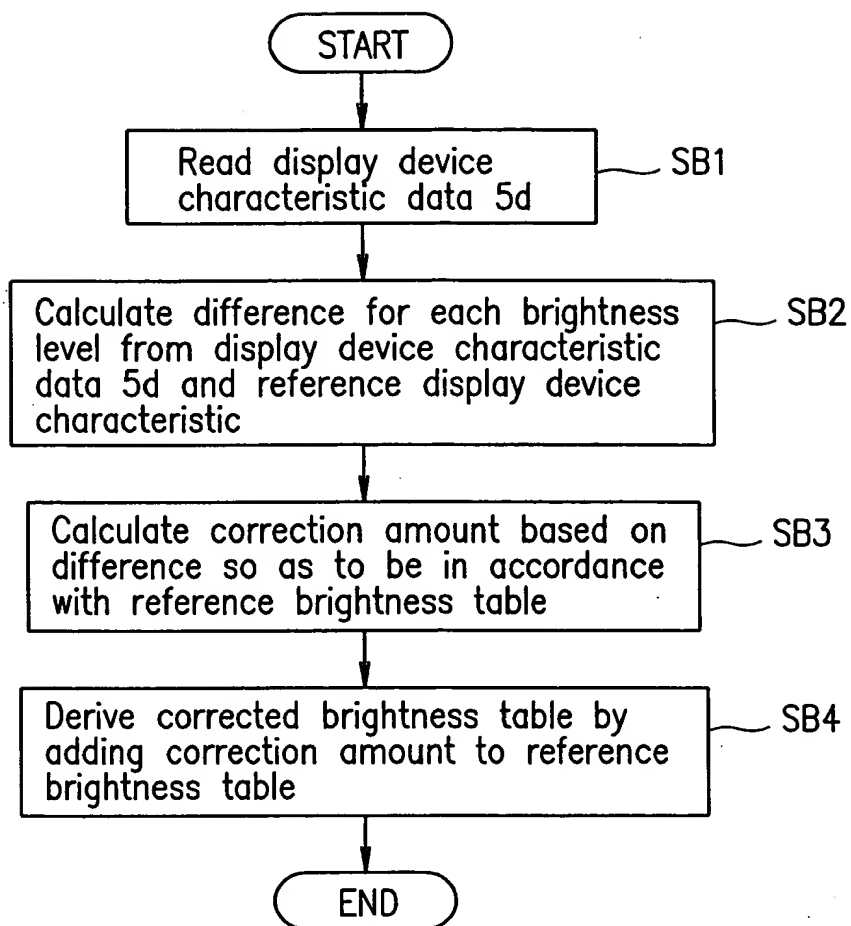 START
Read display device
characteristic data 5d
SB1
Calculate difference for each brightness
level from display device characteristic
data 5d and reference display device
characteristic
SB2
Calculate correction amount based on
difference so as to be in accordance
with reference brightness table
SB3
Derive corrected brightness table by
adding correction amount to reference
brightness table
SB4
END